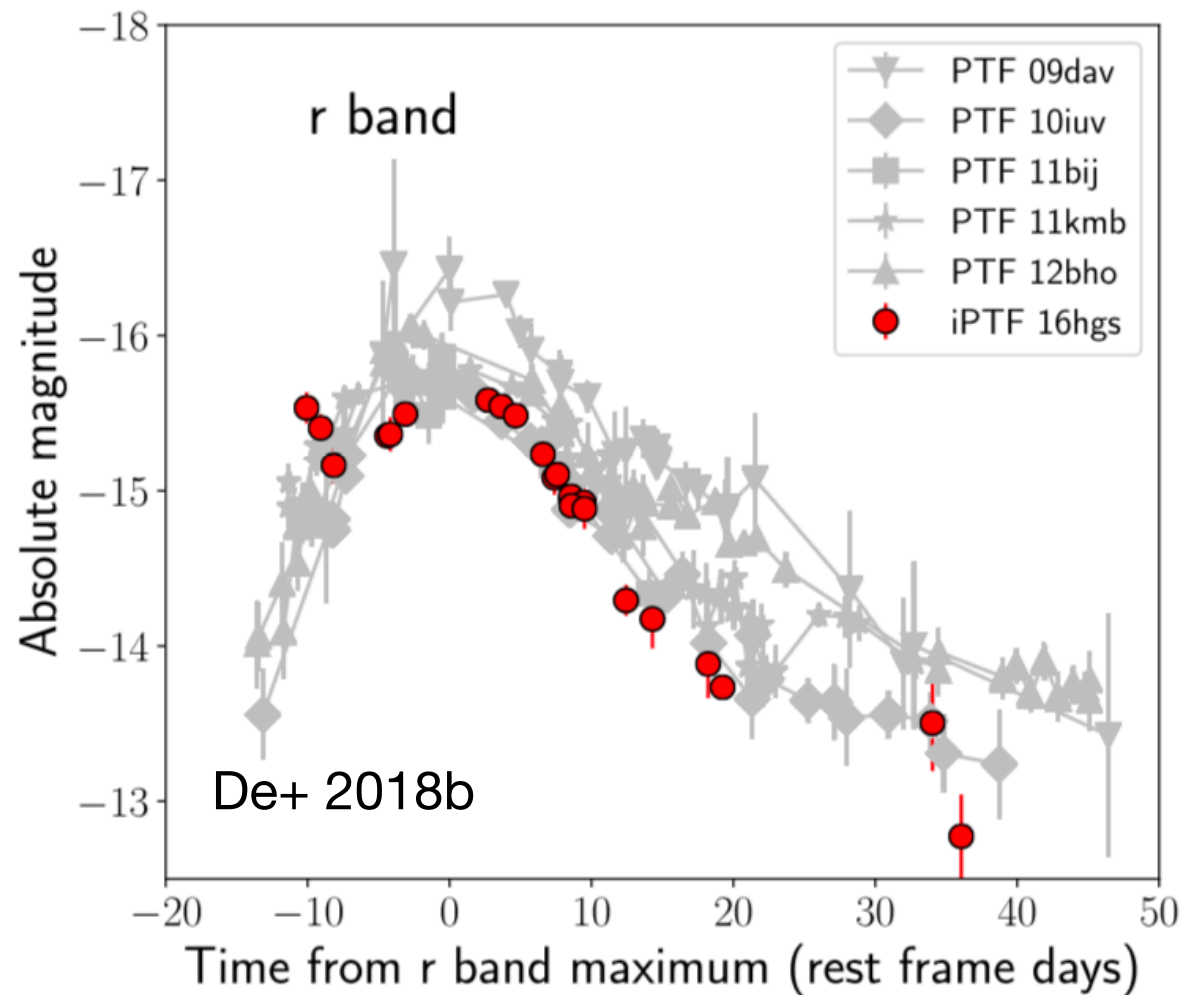 −18
−17
−16
−15
−14
−13
Absolute magnitude
r band
PTF 09dav
PTF 10iuv
PTF 11bij
PTF 11kmb
PTF 12bho
iPTF 16hgs
De+ 2018b
−20 −10 0 10 20 30 40 50
Time from r band maximum (rest frame days)